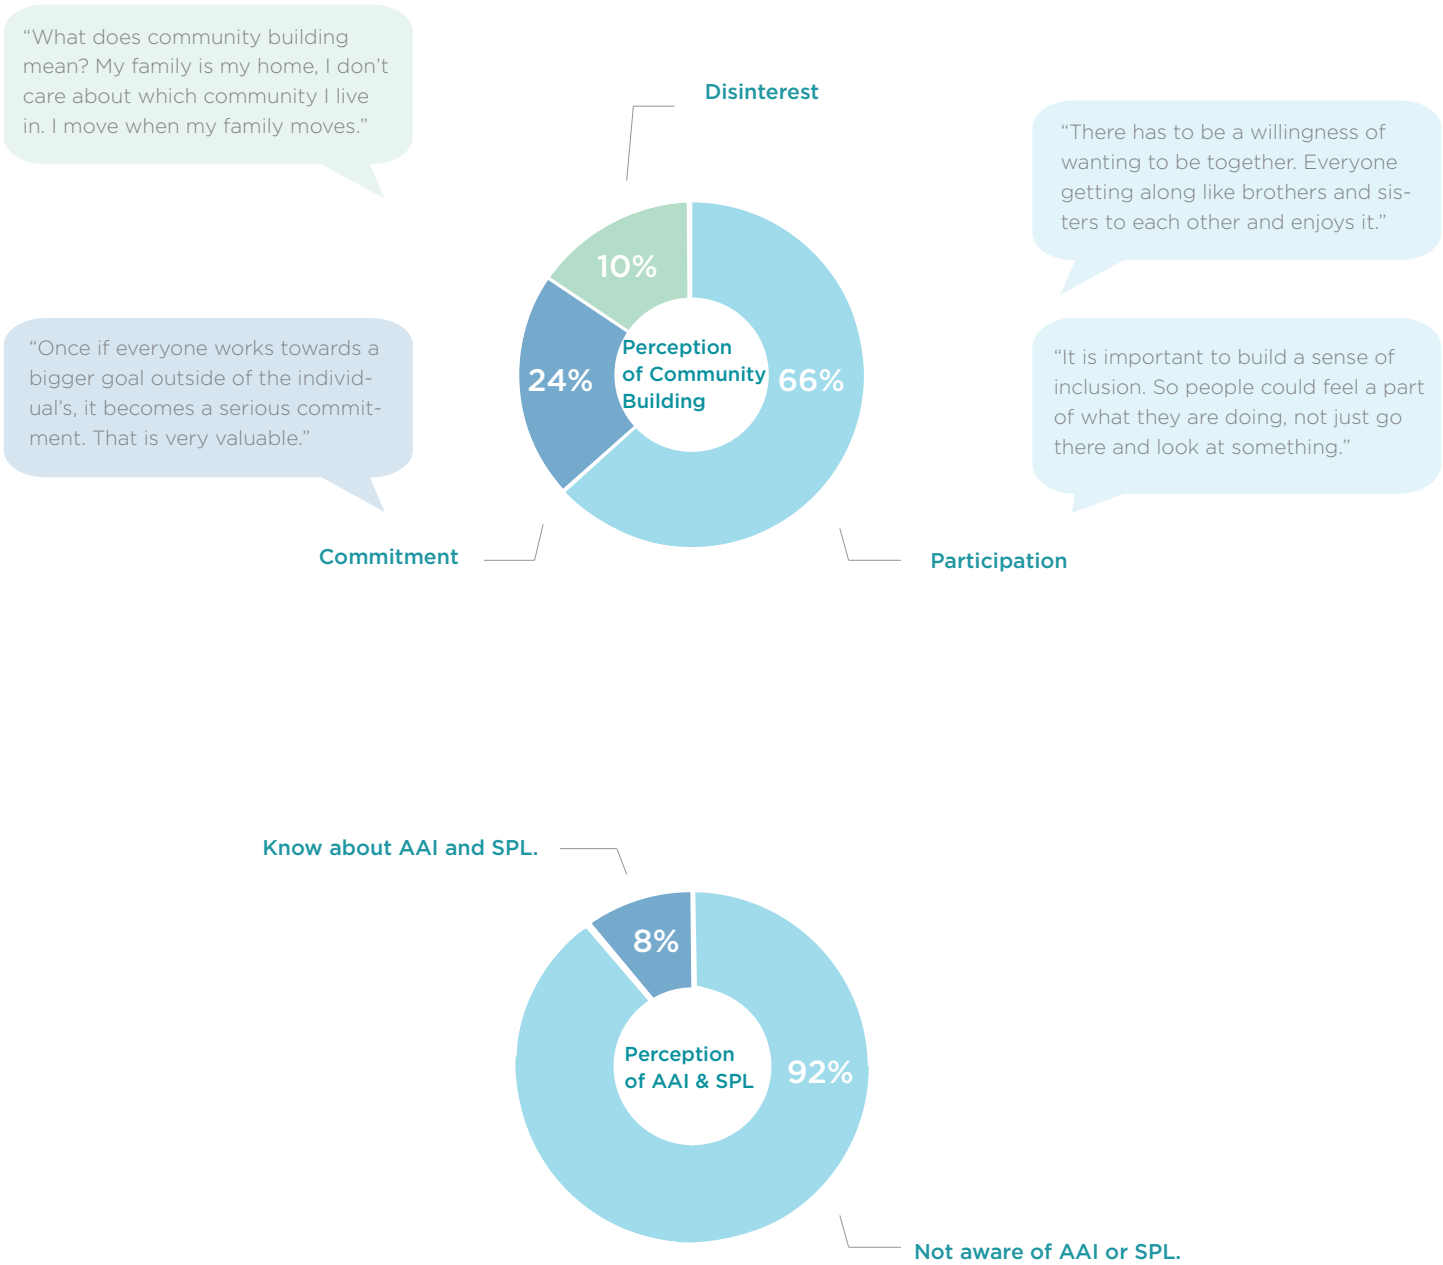 “What does community building
mean? My family is my home, I don’t
care about which community I live
in. I move when my family moves.”
Disinterest
“There has to be a willingness of
wanting to be together. Everyone
getting along like brothers and sis-
ters to each other and enjoys it.”
10%
“Once if everyone works towards a
bigger goal outside of the individ-
ual’s, it becomes a serious commit-
ment. That is very valuable.”
24%
Perception
of Community
Building
66%
“It is important to build a sense of
inclusion. So people could feel a part
of what they are doing, not just go
there and look at something.”
Commitment
Participation
Know about AAI and SPL.
8%
Perception
of AAI & SPL
92%
Not aware of AAI or SPL.